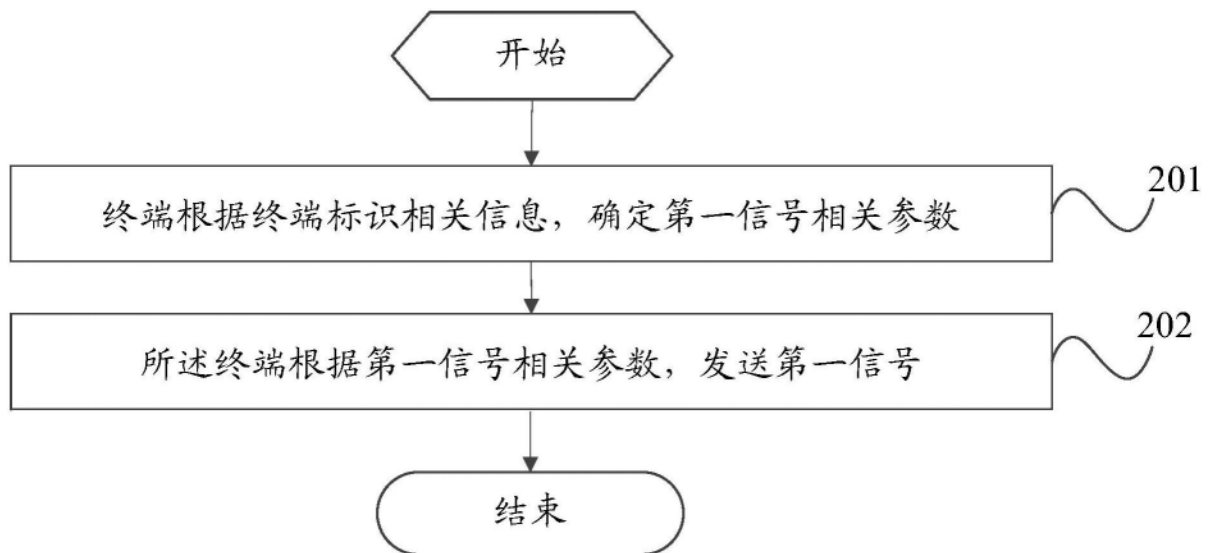 开始
终端根据终端标识相关信息，确定第一信号相关参数
201
所述终端根据第一信号相关参数，发送第一信号
202
结束